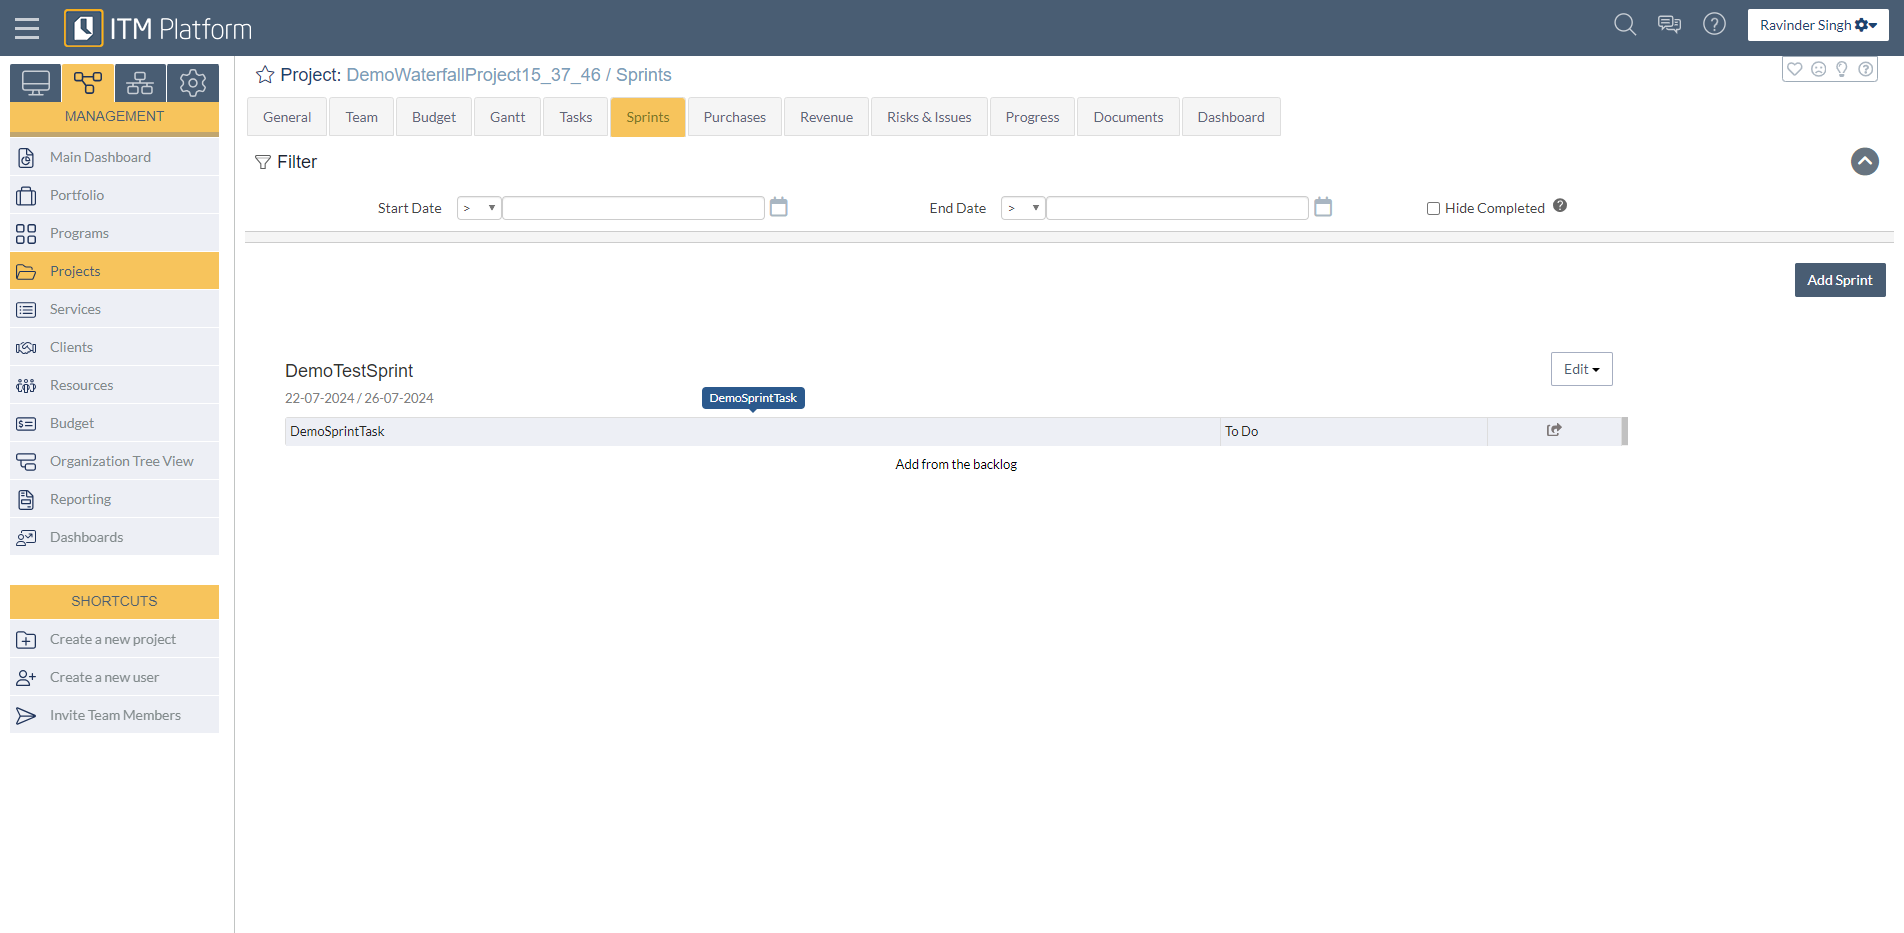 ITM Platform
Ravinder Singh
Project: DemoWaterfallProject15_37_46 / Sprints
MANAGEMENT
Main Dashboard
Portfolio
Programs
Projects
Services
Clients
Resources
Budget
Organization Tree View
Reporting
Dashboards
SHORTCUTS
Create a new project
Create a new user
Invite Team Members
General Team Budget Gantt Tasks Sprints Purchases Revenue Risks & Issues Progress Documents Dashboard
Filter
Start Date > End Date > Hide Completed
Add Sprint
DemoTestSprint
Edit
22-07-2024 / 26-07-2024
DemoSprintTask
DemoSprintTask To Do
Add from the backlog